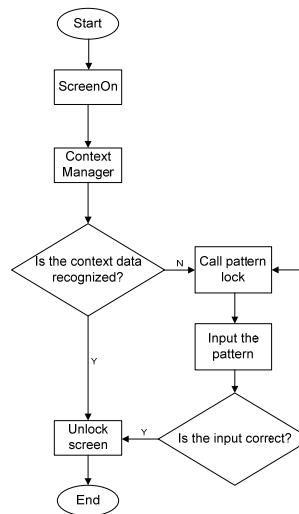 Start
ScreenOn
Context
Manager
Is the context data
recognized?
N
Call pattern
lock
Input the
pattern
Y
Is the input correct?
Y
Unlock
screen
End